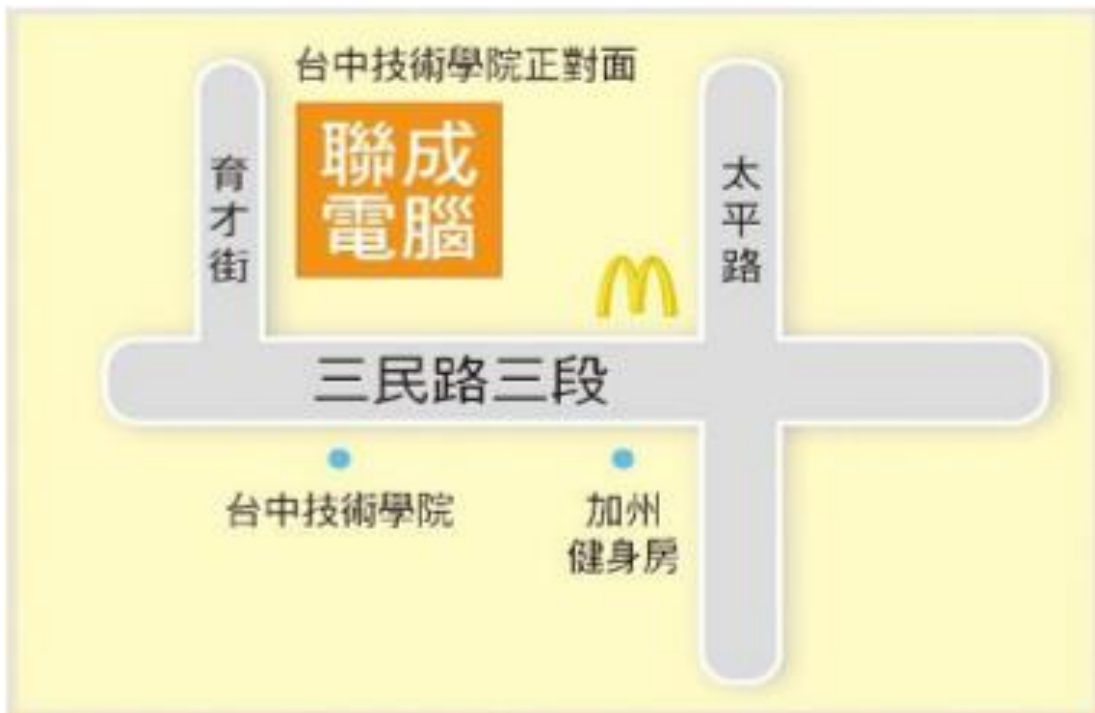 台中技術學院正對面
聯成
電腦
育才街
太平路
三民路三段
台中技術學院
加州
健身房